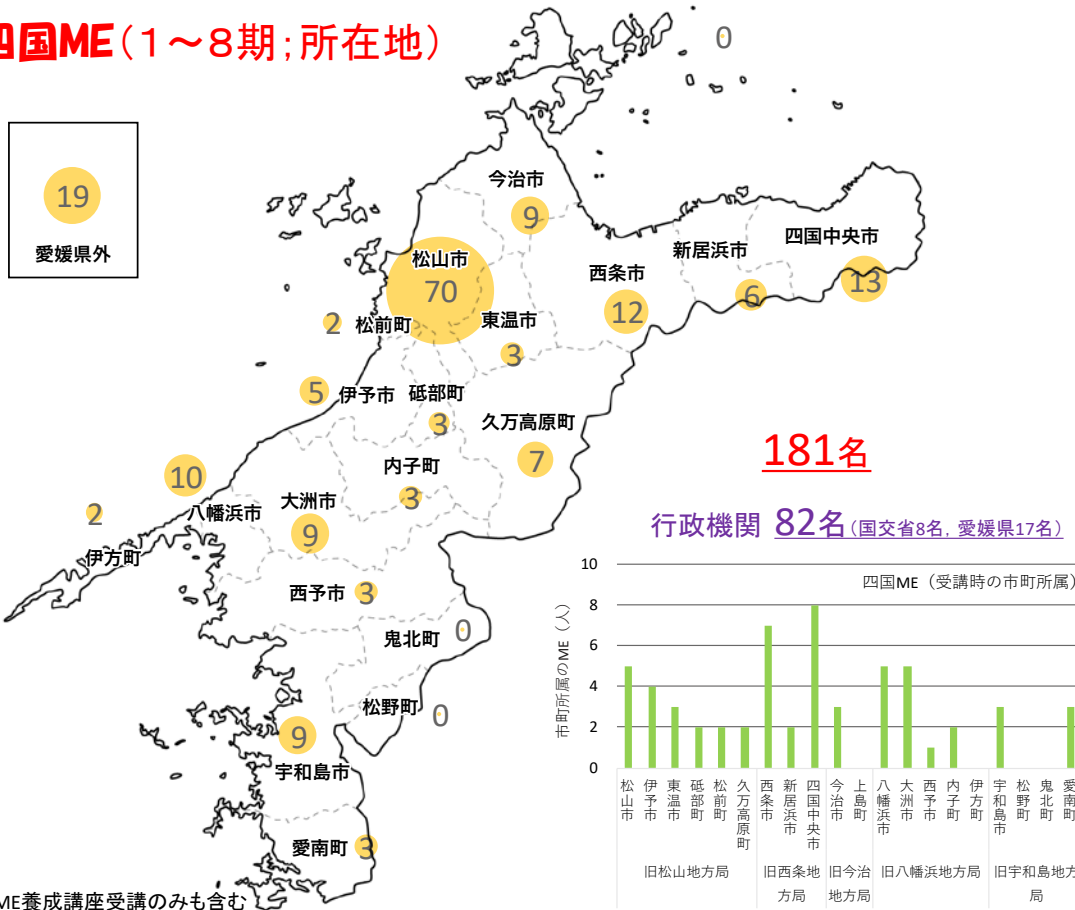 四国ME（１～８期；所在地）
0
19
愛媛県外
今治市
9
四国中央市
13
新居浜市
6
松山市
70
西条市
12
2
松前町
東温市
3
5
伊予市
砥部町
3
久万高原町
7
181名
10
内子町
3
大洲市
9
八幡浜市
2
伊方町
行政機関 82名(国交省8名, 愛媛県17名)
西予市
3
鬼北町
0
松野町
0
9
宇和島市
愛南町
3
ME養成講座受講のみも含む
四国ME（受講時の市町所属）
市町所属のME（人）
10
8
6
4
2
0
松山市
伊予市
東温市
砥部町
松前町
久万高原町
西条市
新居浜市
四国中央市
今治市
上島町
八幡浜市
大洲市
西予市
内子町
伊方町
宇和島市
松野町
鬼北町
愛南町
旧松山地方局
旧西条地
方局
旧今治
地方局
旧八幡浜地方局
旧宇和島地方
局